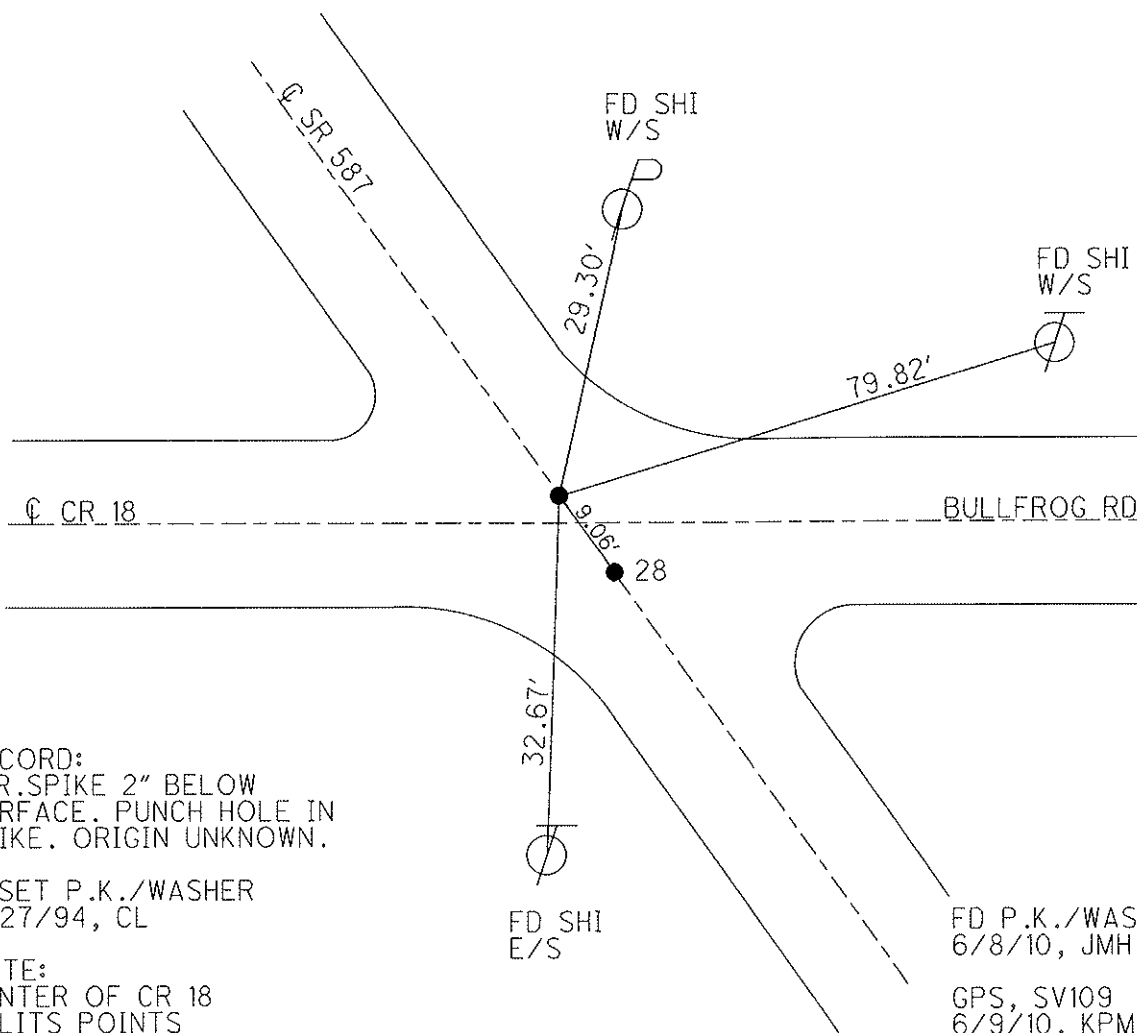 ℄ SR 587
FD SHI
W/S
29.30'
FD SHI
W/S
79.82'
℄ CR 18
BULLFROG RD
9.06'
28
32.67'
FD SHI
E/S
CORD:
R.SPIKE 2" BELOW
RFACE. PUNCH HOLE IN
IKE. ORIGIN UNKNOWN.
SET P.K./WASHER
27/94, CL
TE:
NTER OF CR 18
LITS POINTS
FD P.K./WAS
6/8/10, JMH
GPS, SV109
6/9/10, KPM